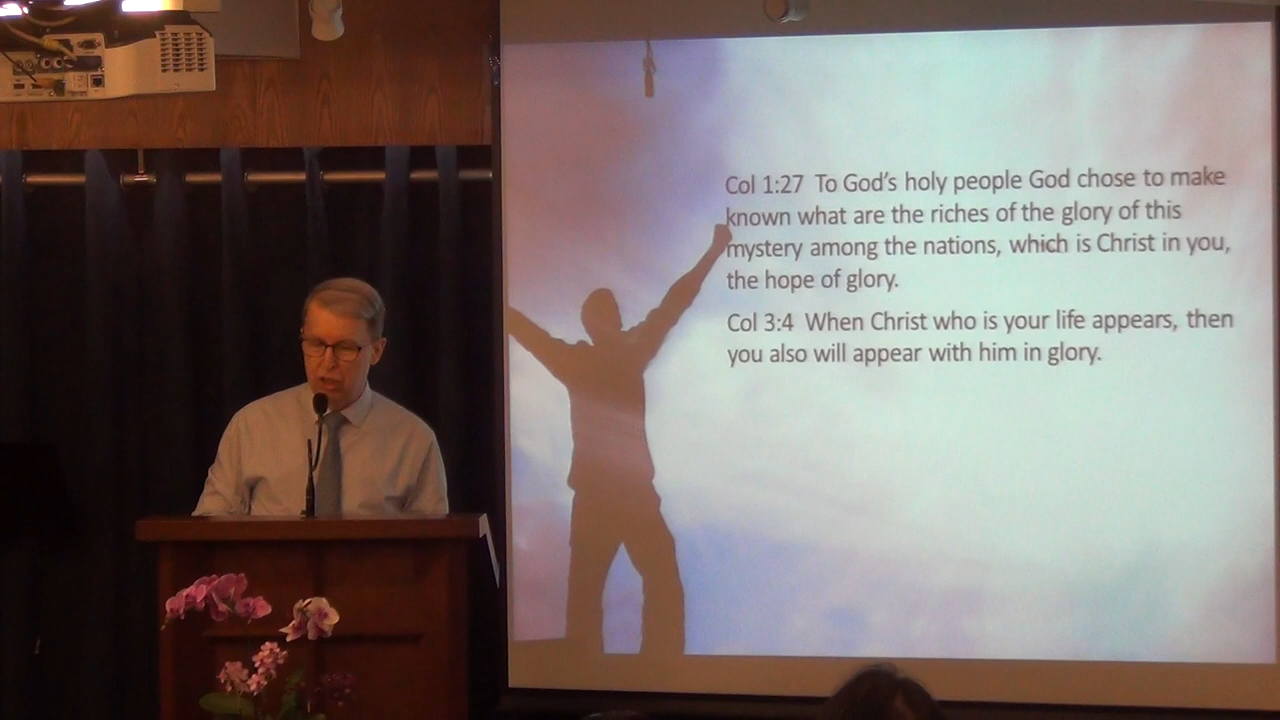 Col 1:27 To God’s holy people God chose to make
known what are the riches of the glory of this
mystery among the nations, which is Christ in you,
the hope of glory.
Col 3:4 When Christ who is your life appears, then
you also will appear with him in glory.